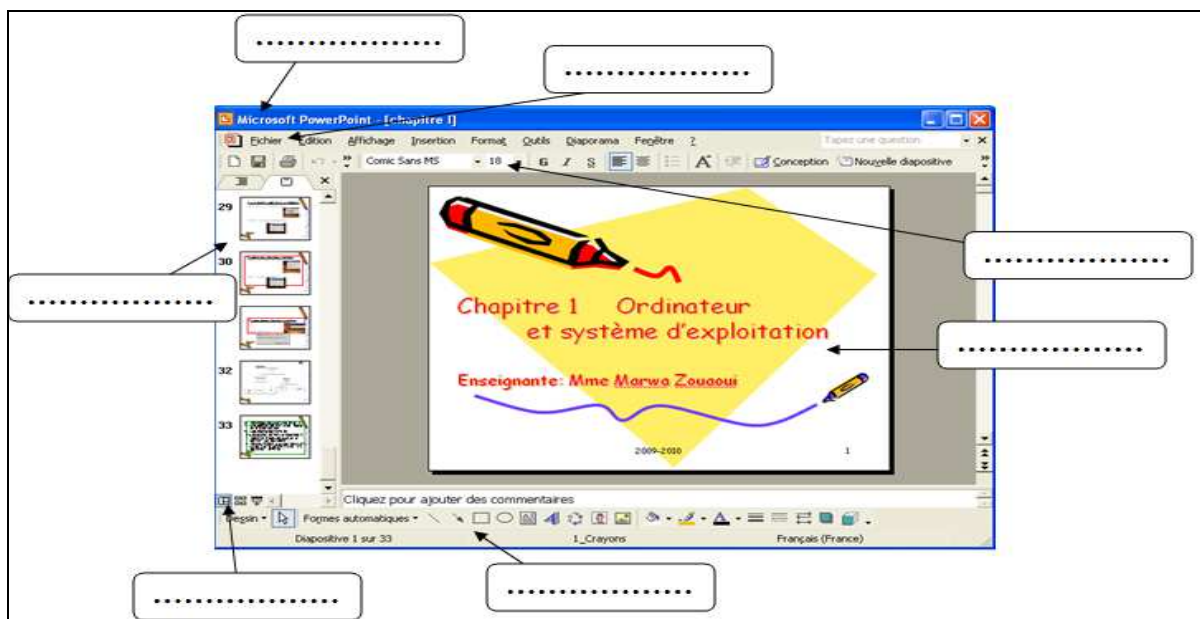 ..................
..................
Microsoft PowerPoint - [chapitre I]
Fichier Edition Affichage Insertion Format Outils Diaporama Fenêtre ? Tapez une question
Comic Sans MS 18 G I S Conception Nouvelle diapositive
29
30
32
33
..................
..................
..................
Chapitre 1 Ordinateur
et système d'exploitation
Enseignante: Mme Marwa Zouaoui
2009-2010 1
Cliquez pour ajouter des commentaires
Dessin Formes automatiques
Diapositive 1 sur 33 1_Crayons Français (France)
..................
..................